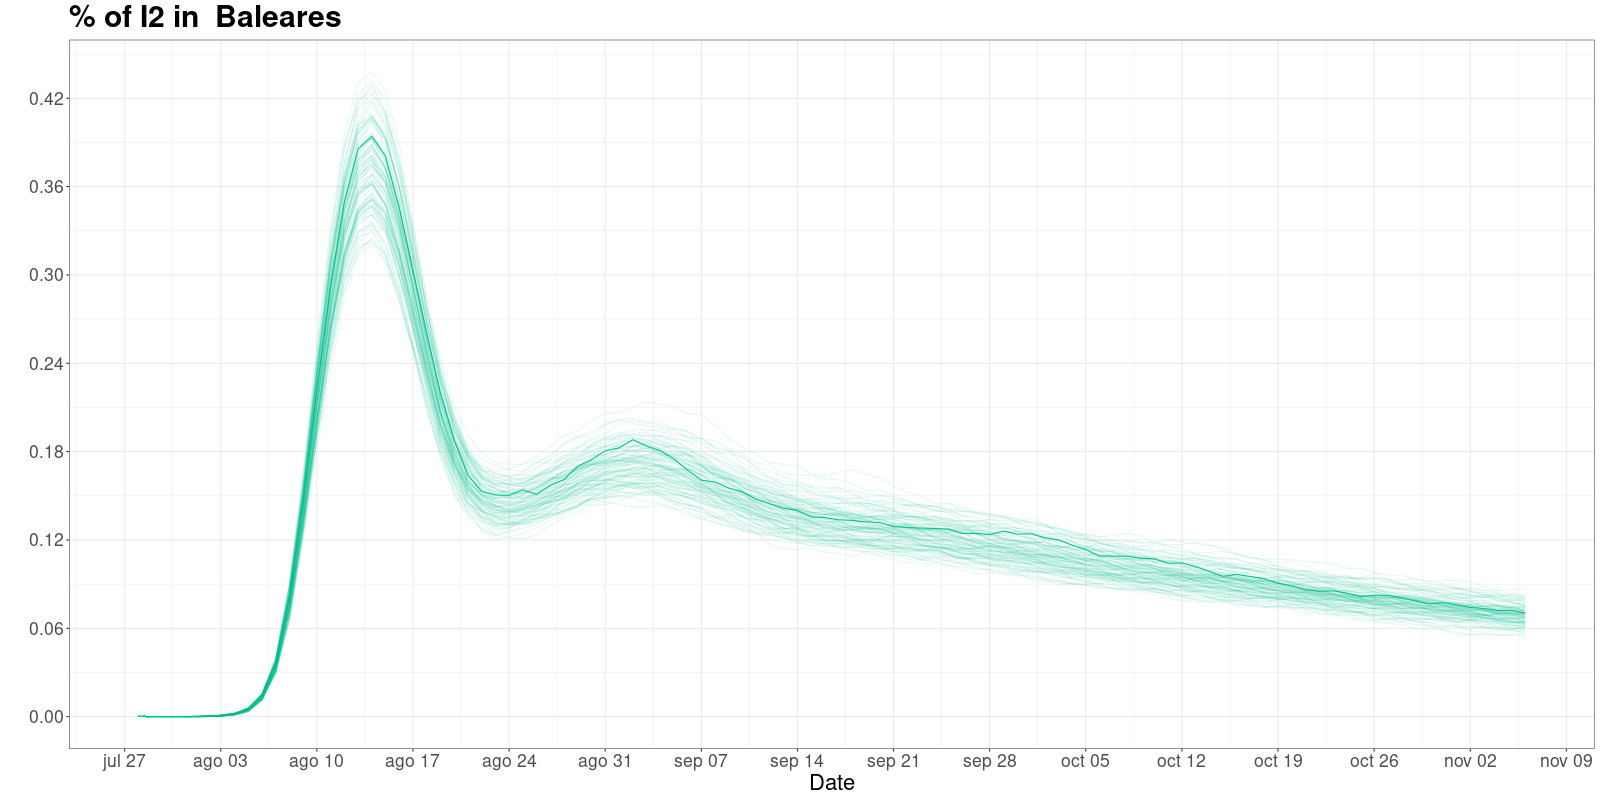 % of I2 in  Baleares
0.42
0.36
0.30
0.24
0.18
0.12
0.06
0.00
jul 27 ago 03 ago 10 ago 17 ago 24 ago 31 sep 07 sep 14 sep 21 sep 28 oct 05 oct 12 oct 19 oct 26 nov 02 nov 09
Date